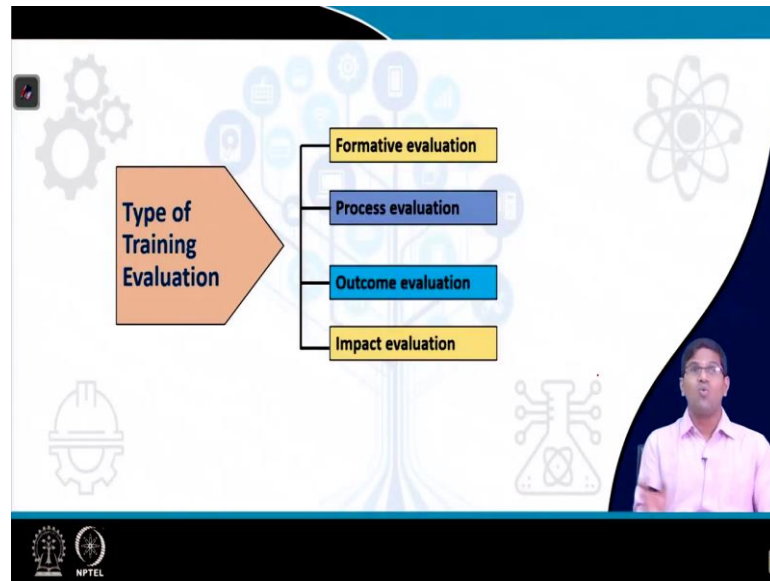 Type of
Training
Evaluation
Formative evaluation
Process evaluation
Outcome evaluation
Impact evaluation
NPTEL